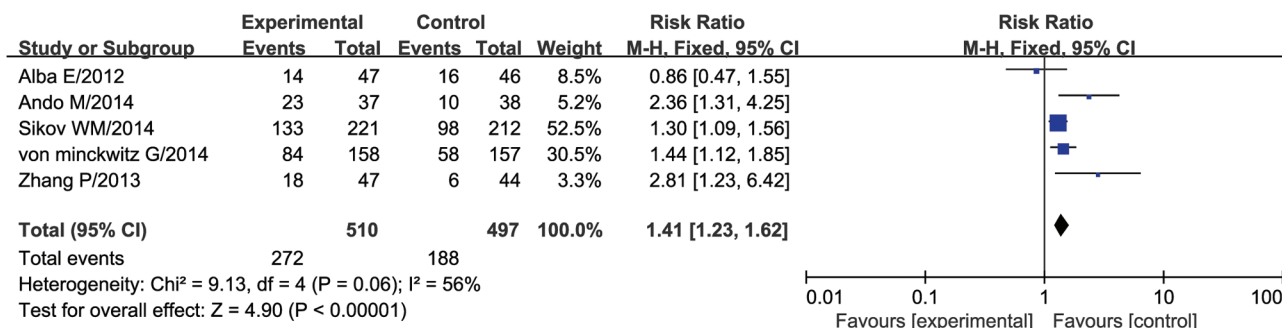 Experimental Control Risk Ratio Risk Ratio
Study or Subgroup Events Total Events Total Weight M-H, Fixed, 95% CI M-H, Fixed, 95% CI
Alba E/2012 14 47 16 46 8.5% 0.86 [0.47, 1.55]
Ando M/2014 23 37 10 38 5.2% 2.36 [1.31, 4.25]
Sikov WM/2014 133 221 98 212 52.5% 1.30 [1.09, 1.56]
von minckwitz G/2014 84 158 58 157 30.5% 1.44 [1.12, 1.85]
Zhang P/2013 18 47 6 44 3.3% 2.81 [1.23, 6.42]
Total (95% CI) 510 497 100.0% 1.41 [1.23, 1.62]
Total events 272 188
Heterogeneity: Chi² = 9.13, df = 4 (P = 0.06); I² = 56%
Test for overall effect: Z = 4.90 (P < 0.00001)
0.01 0.1 1 10 100
Favours [experimental] Favours [control]